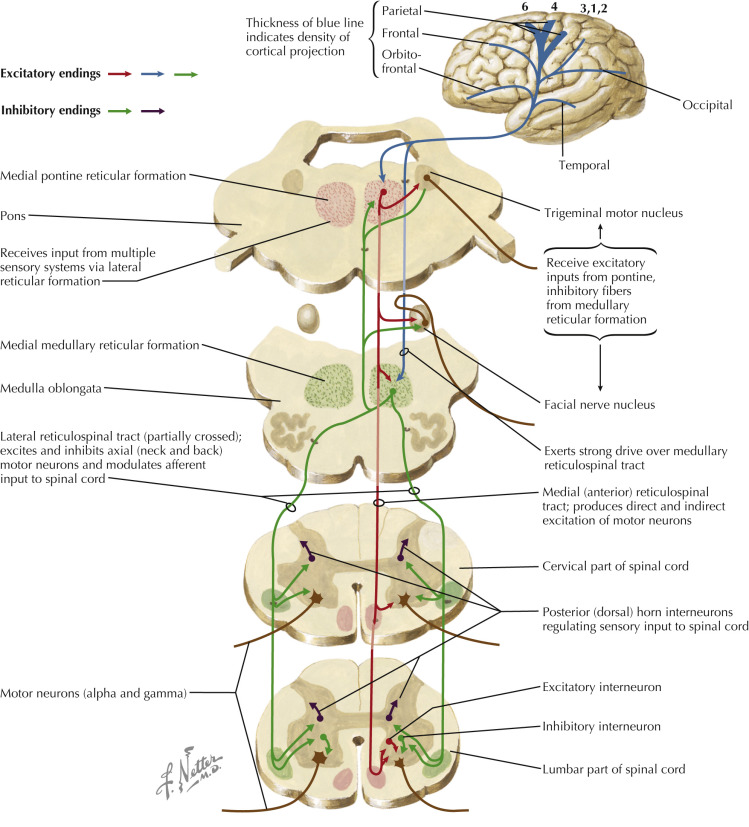 Thickness of blue line
indicates density of
cortical projection
Parietal
Frontal
Orbito-
frontal
6 4 3,1,2
Occipital
Temporal
Excitatory endings
Inhibitory endings
Medial pontine reticular formation
Pons
Receives input from multiple
sensory systems via lateral
reticular formation
Trigeminal motor nucleus
Receive excitatory
inputs from pontine,
inhibitory fibers
from medullary
reticular formation
Medial medullary reticular formation
Medulla oblongata
Facial nerve nucleus
Lateral reticulospinal tract (partially crossed);
excites and inhibits axial (neck and back)
motor neurons and modulates afferent
input to spinal cord
Exerts strong drive over medullary
reticulospinal tract
Medial (anterior) reticulospinal
tract; produces direct and indirect
excitation of motor neurons
Cervical part of spinal cord
Posterior (dorsal) horn interneurons
regulating sensory input to spinal cord
Motor neurons (alpha and gamma)
Excitatory interneuron
Inhibitory interneuron
Lumbar part of spinal cord
F. Netter
M.D.